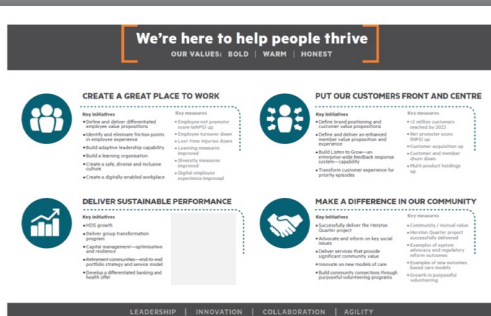 We're here to help people thrive
OUR VALUES: BOLD | WARM | HONEST
CREATE A GREAT PLACE TO WORK
Key initiatives
• Define and deliver differentiated
employee value propositions
• Identify and eliminate friction points
in employee experience
• Build adaptive leadership capability
• Build a learning organisation
• Create a safe, diverse and inclusive
culture
• Create a digitally-enabled workplace
Key measures
• Employee net promoter
score (eNPS) up
• Employee turnover down
• Lost time injuries down
• Learning measures
improved
• Diversity measures
improved
• Digital employee
experience improved
PUT OUR CUSTOMERS FRONT AND CENTRE
Key initiatives
• Define brand positioning and
customer value propositions
• Define and deliver an enhanced
member value proposition and
experience
• Build Listen to Grow—an
enterprise-wide feedback response
system—capability
• Transform customer experience for
priority episodes
Key measures
customers
reached by 2023
• Net promoter score
(NPS) up
• Customer acquisition up
• Customer and member
churn down
• Multi-product holdings
up
DELIVER SUSTAINABLE PERFORMANCE
Key initiatives
• HDS growth
• Deliver group transformation
program
• Capital management—optimisation
and resilience
• Retirement communities—end-to-end
portfolio strategy and service model
• Develop a differentiated banking and
health offer
MAKE A DIFFERENCE IN OUR COMMUNITY
Key initiatives
• Successfully deliver the Herston
Quarter project
• Advocate and inform on key social
issues
• Deliver services that provide
significant community value
• Innovate on new models of care
• Build community connections through
purposeful volunteering programs
Key measures
• Community / mutual value
• Herston Quarter project
successfully delivered
• Examples of system
advocacy and regulatory
reform outcomes
• Examples of new outcomes
based care models
• Growth in purposeful
volunteering
LEADERSHIP | INNOVATION | COLLABORATION | AGILITY